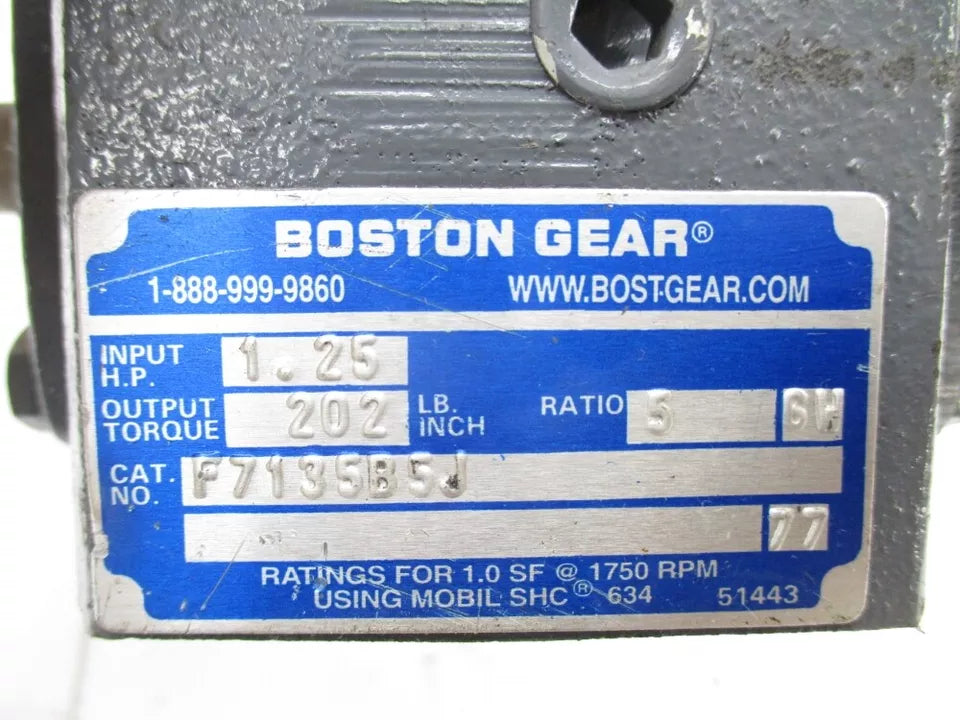 BOSTON GEAR®
1-888-999-9860 WWW.BOSTGEAR.COM
INPUT H.P. 1.25
OUTPUT TORQUE 202 LB. INCH RATIO 5 GW
CAT. NO. F7135B5J
77
RATINGS FOR 1.0 SF @ 1750 RPM
USING MOBIL SHC® 634 51443